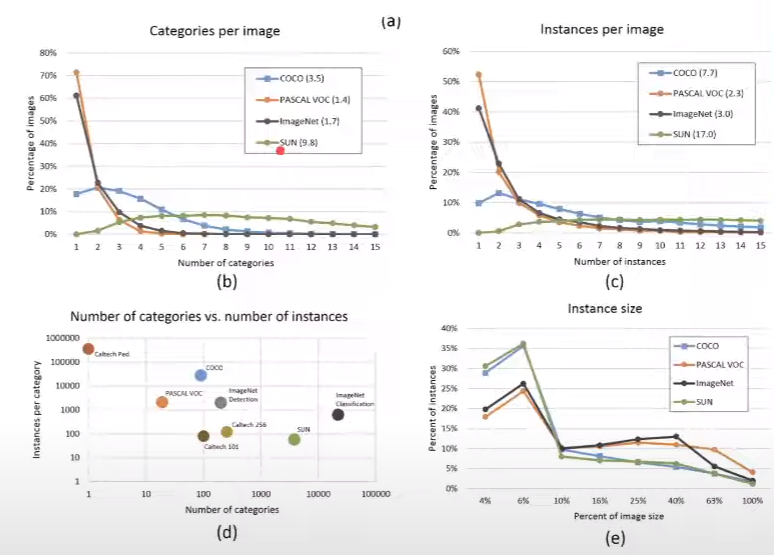 (a)
Categories per image
80%
70%
60%
50%
40%
30%
20%
10%
0%
Percentage of images
COCO (3.5)
PASCAL VOC (1.4)
ImageNet (1.7)
SUN (9.8)
1 2 3 4 5 6 7 8 9 10 11 12 13 14 15
Number of categories
(b)
Instances per image
60%
50%
40%
30%
20%
10%
0%
Percentage of images
COCO (7.7)
PASCAL VOC (2.3)
ImageNet (3.0)
SUN (17.0)
1 2 3 4 5 6 7 8 9 10 11 12 13 14 15
Number of instances
(c)
Number of categories vs. number of instances
1000000
100000
10000
1000
100
10
1
Instances per category
Caltech Ped
COCO
PASCAL VOC
ImageNet
Detection
ImageNet
Classification
Caltech 256
Caltech 101
SUN
1 10 100 1000 10000 100000
Number of categories
(d)
Instance size
40%
35%
30%
25%
20%
15%
10%
5%
0%
Percent of instances
COCO
PASCAL VOC
ImageNet
SUN
4% 6% 10% 16% 25% 40% 63% 100%
Percent of image size
(e)